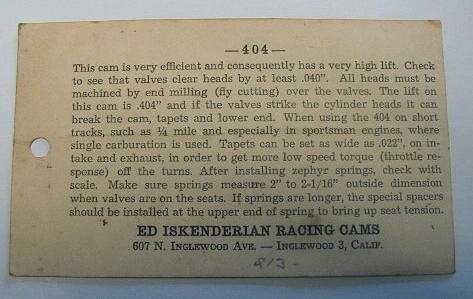 —404—
This cam is very efficient and consequently has a very high lift. Check
to see that valves clear heads by at least .040". All heads must be
machined by end milling (fly cutting) over the valves. The lift on
this cam is .404" and if the valves strike the cylinder heads it can
break the cam, tapets and lower end. When using the 404 on short
tracks, such as ¼ mile and especially in sportsman engines, where
single carburation is used. Tapets can be set as wide as .022", on in-
take and exhaust, in order to get more low speed torque (throttle re-
sponse) off the turns. After installing zephyr springs, check with
scale. Make sure springs measure 2" to 2-1/16" outside dimension
when valves are on the seats. If springs are longer, the special spacers
should be installed at the upper end of spring to bring up seat tension.
ED ISKENDERIAN RACING CAMS
607 N. INGLEWOOD AVE. — INGLEWOOD 3, CALIF.